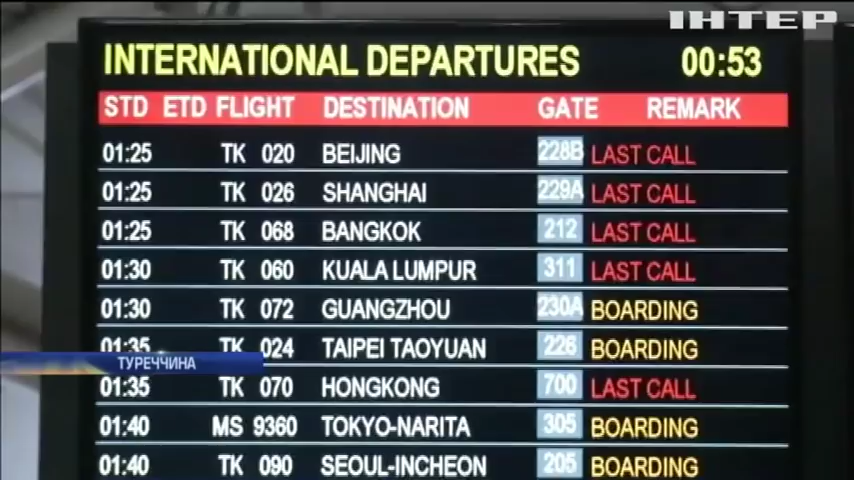 ІНТЕР
INTERNATIONAL DEPARTURES 00:53
STD ETD FLIGHT DESTINATION GATE REMARK
01:25 TK 020 BEIJING 228B LAST CALL
01:25 TK 026 SHANGHAI 229A LAST CALL
01:25 TK 068 BANGKOK 212 LAST CALL
01:30 TK 060 KUALA LUMPUR 311 LAST CALL
01:30 TK 072 GUANGZHOU 230A BOARDING
01:35 TK 024 TAIPEI TAOYUAN 226 BOARDING
ТУРЕЧЧИНА
01:35 TK 070 HONGKONG 700 LAST CALL
01:40 MS 9360 TOKYO-NARITA 305 BOARDING
01:40 TK 090 SEOUL-INCHEON 205 BOARDING